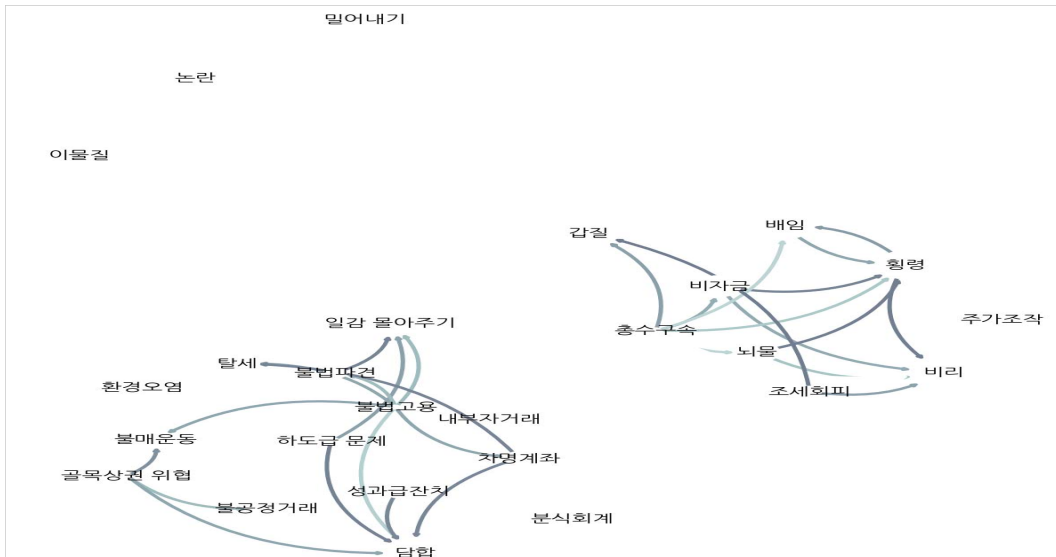 밀어내기
논란
이물질
갑질
배임
횡령
비자금
주가조작
일감 몰아주기
총수구속
뇌물
탈세
불법파견
비리
환경오염
조세회피
불법고용
내부자거래
불매운동
하도급 문제
차명계좌
골목상권 위협
성과급잔치
불공정거래
분식회계
담합